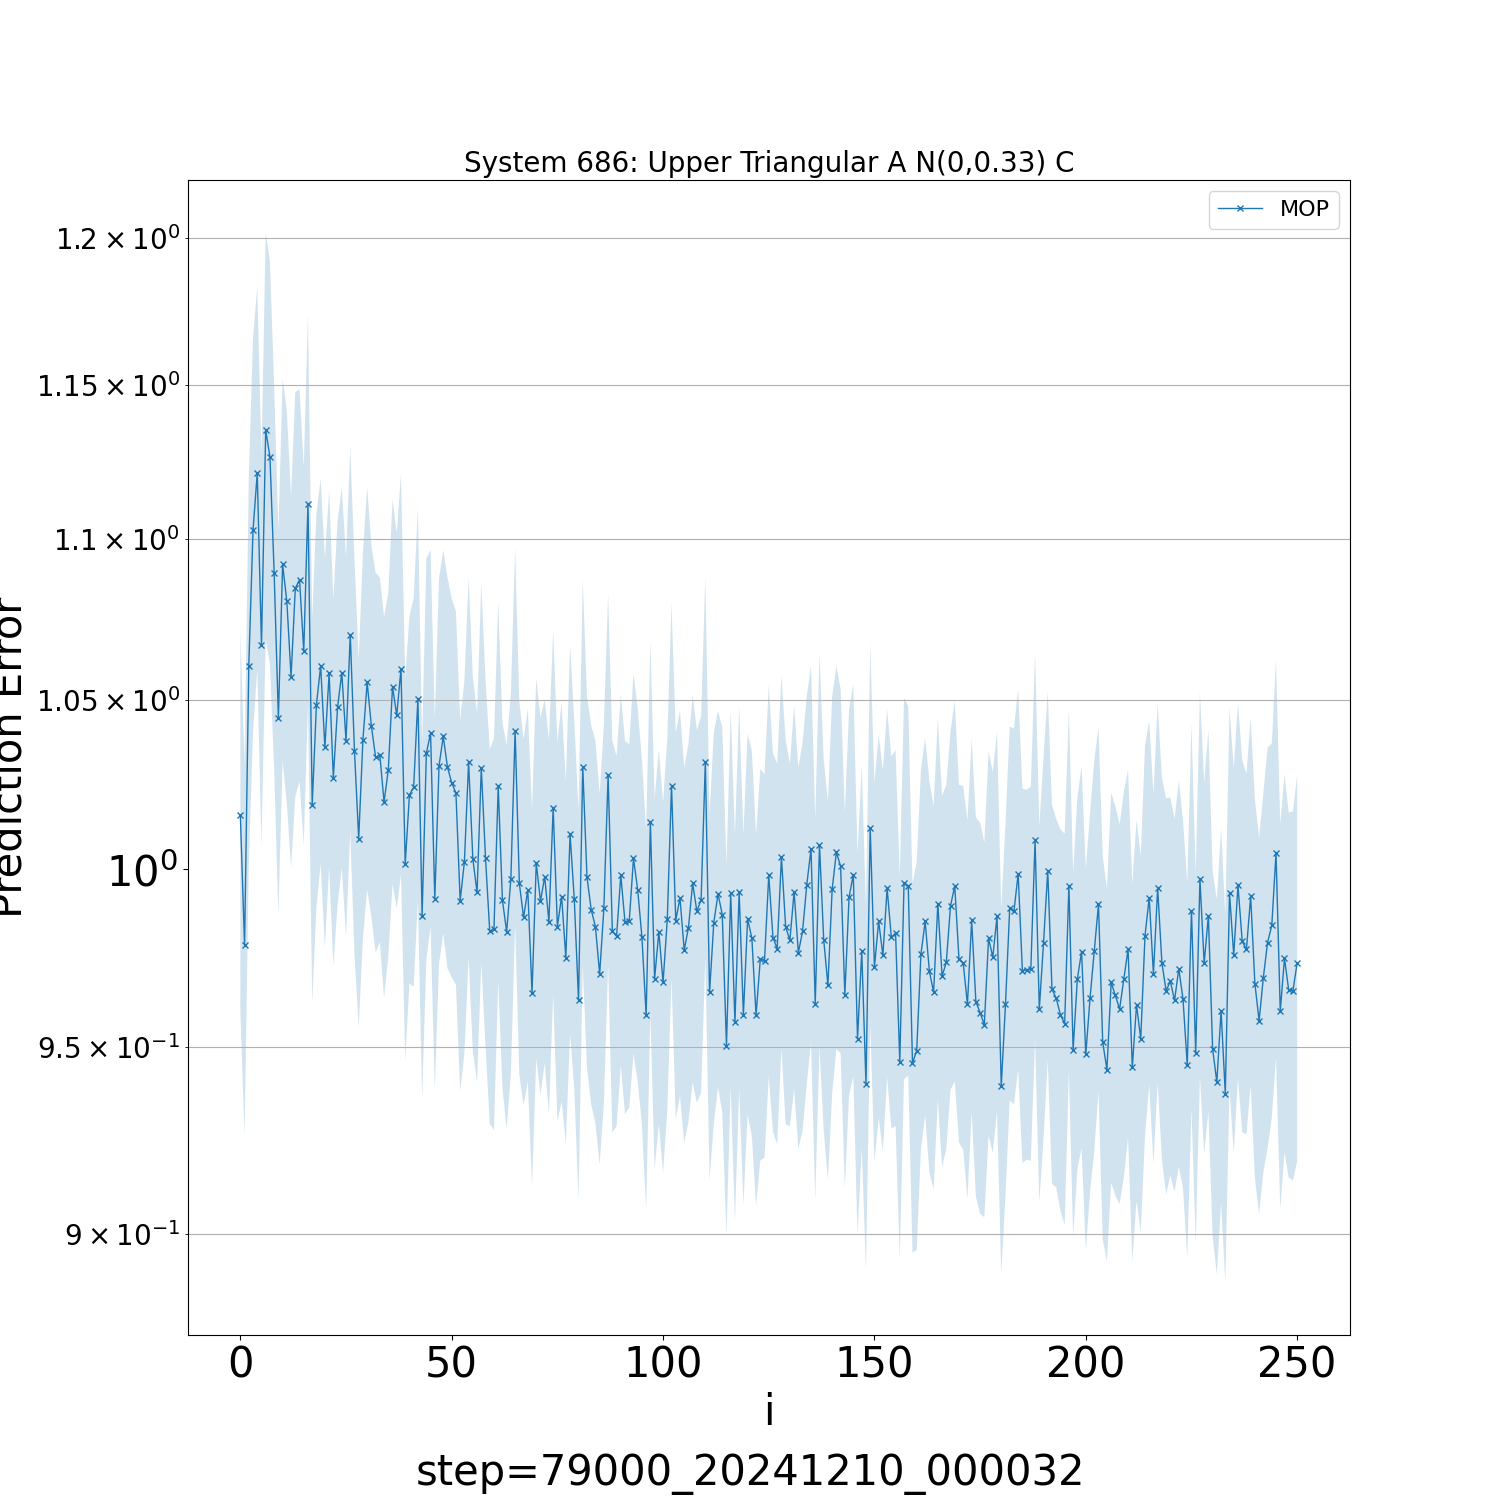 System 686: Upper Triangular A N(0,0.33) C
MOP
1.2 × 10⁰
1.15 × 10⁰
1.1 × 10⁰
1.05 × 10⁰
10⁰
9.5 × 10⁻¹
9 × 10⁻¹
Prediction Error
0 50 100 150 200 250
i
step=79000_20241210_000032